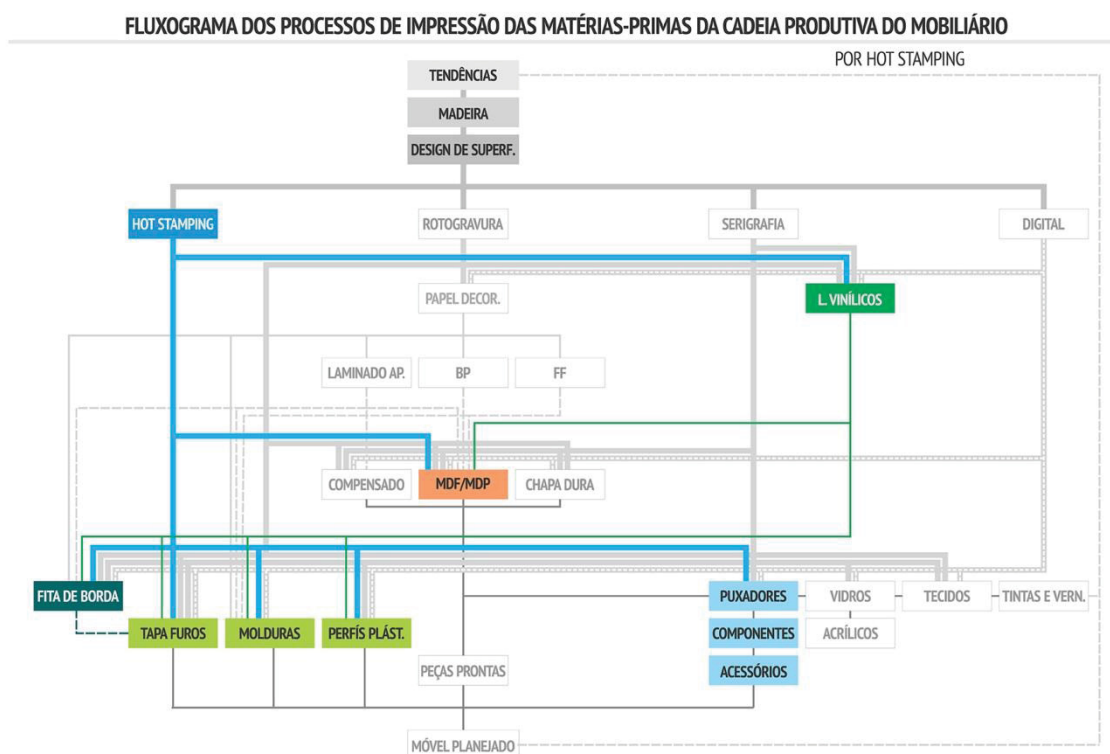 FLUXOGRAMA DOS PROCESSOS DE IMPRESSÃO DAS MATÉRIAS-PRIMAS DA CADEIA PRODUTIVA DO MOBILIÁRIO
POR HOT STAMPING
TENDÊNCIAS
MADEIRA
DESIGN DE SUPERF.
HOT STAMPING
ROTOGRAVURA
SERIGRAFIA
DIGITAL
PAPEL DECOR.
L. VINÍLICOS
LAMINADO AP.
BP
FF
COMPENSADO
MDF/MDP
CHAPA DURA
FITA DE BORDA
PUXADORES
VIDROS
TECIDOS
TINTAS E VERN.
TAPA FUROS
MOLDURAS
PERFÍS PLÁST.
COMPONENTES
ACRÍLICOS
PEÇAS PRONTAS
ACESSÓRIOS
MÓVEL PLANEJADO